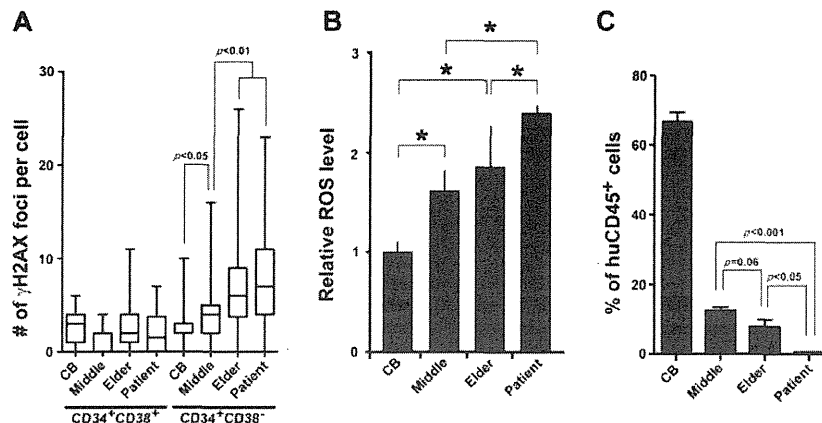 A
# of γH2AX foci per cell
30
20
10
0
p<0.01
p<0.05
CB
Middle
Elder
Patient
CB
Middle
Elder
Patient
CD34+CD38+
CD34+CD38-
B
Relative ROS level
3
2
1
0
*
*
*
*
CB
Middle
Elder
Patient
C
% of huCD45+ cells
80
60
40
20
0
p<0.001
p=0.06
p<0.05
CB
Middle
Elder
Patient